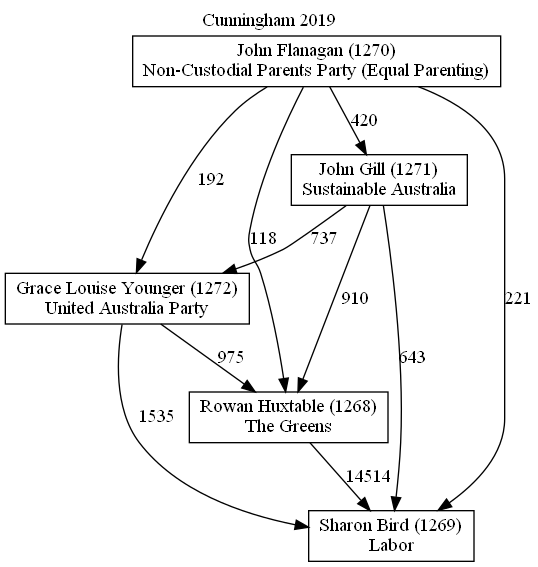 Cunningham 2019
John Flanagan (1270)
Non-Custodial Parents Party (Equal Parenting)
420
John Gill (1271)
Sustainable Australia
192
118
737
Grace Louise Younger (1272)
United Australia Party
910
221
975
643
Rowan Huxtable (1268)
The Greens
1535
14514
Sharon Bird (1269)
Labor